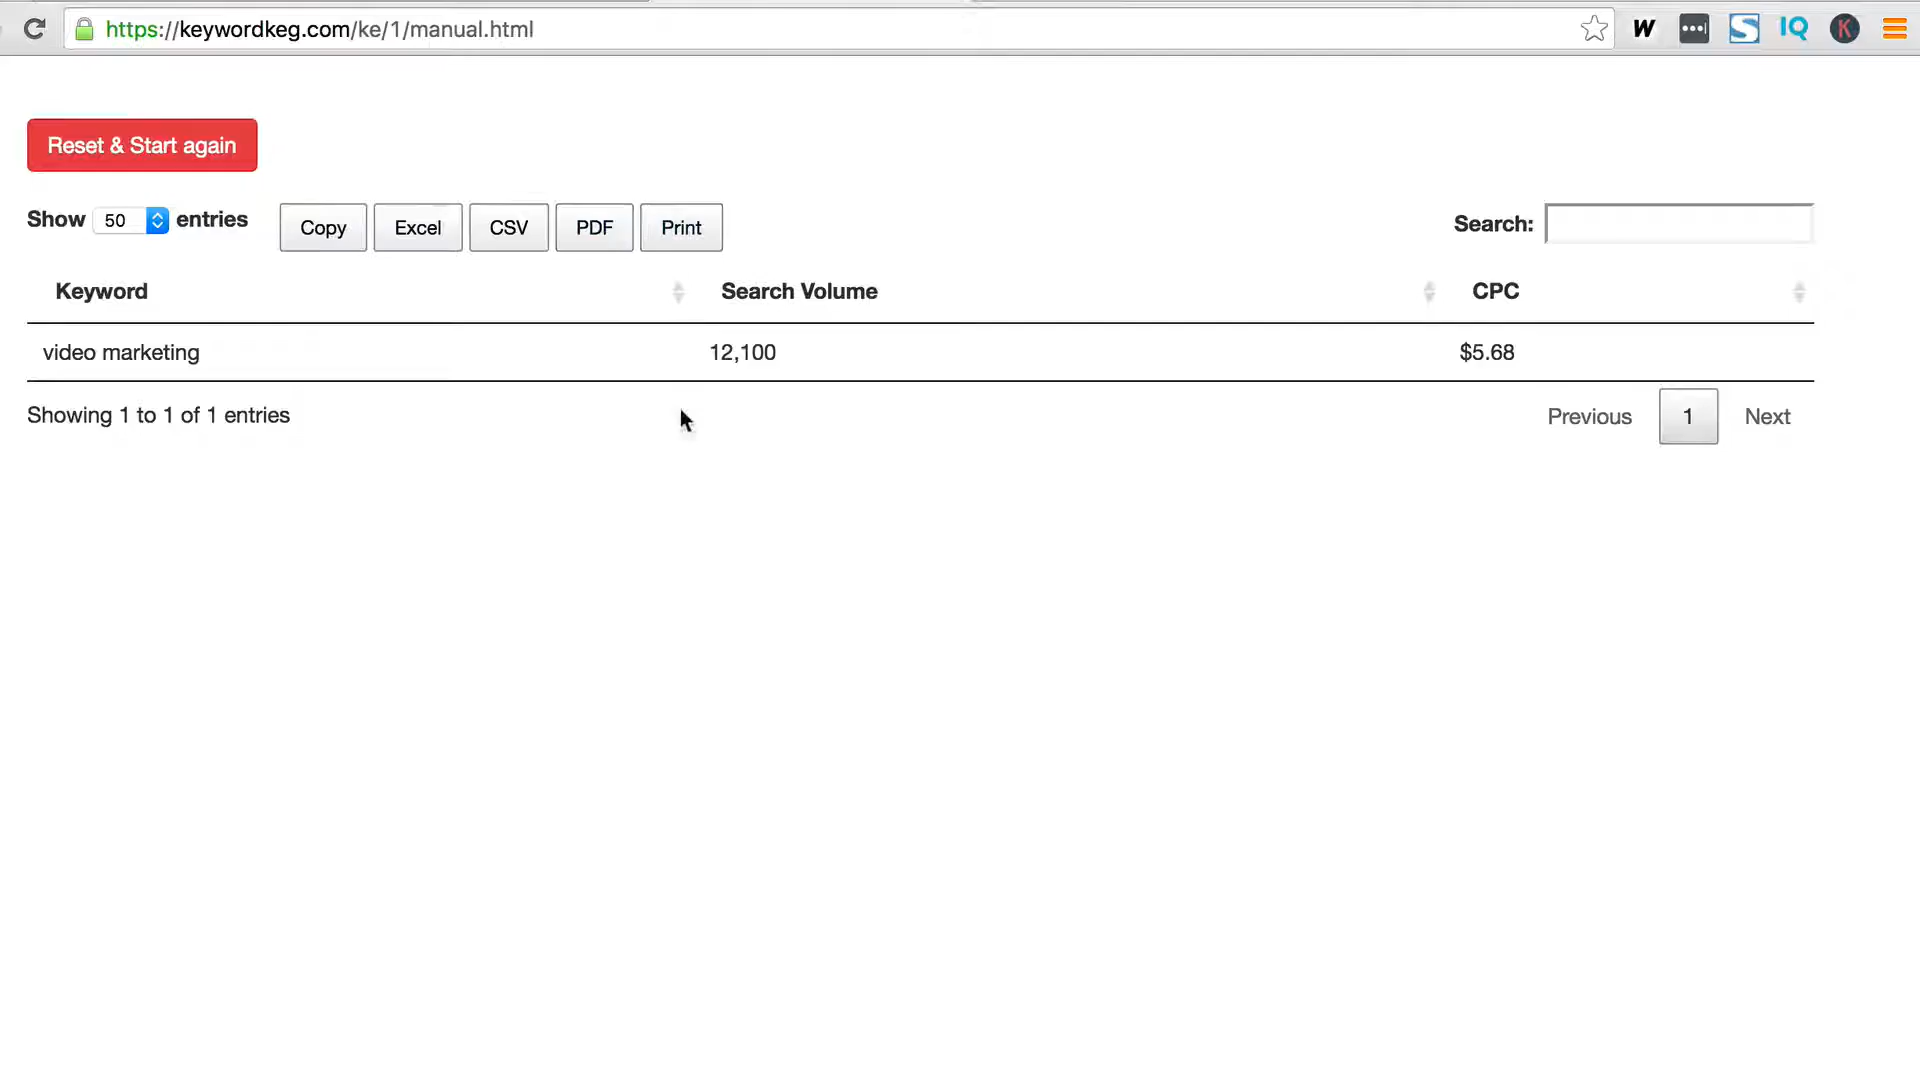 https://keywordkeg.com/ke/1/manual.html
W
S
IQ
K
Reset & Start again
Show 50 entries
Copy
Excel
CSV
PDF
Print
Search:
Keyword
Search Volume
CPC
video marketing
12,100
$5.68
Showing 1 to 1 of 1 entries
Previous
1
Next